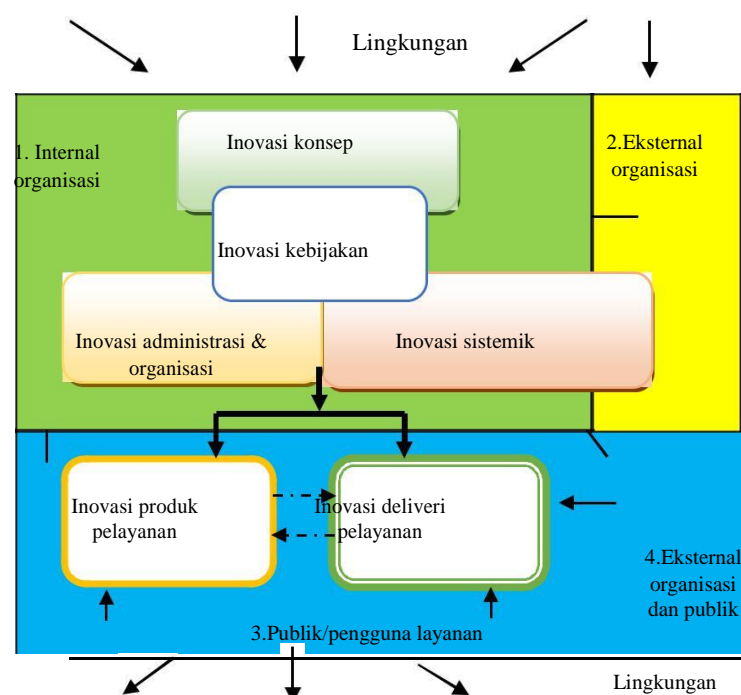 Lingkungan
1. Internal
organisasi
Inovasi konsep
2.Eksternal
organisasi
Inovasi kebijakan
Inovasi administrasi &
organisasi
Inovasi sistemik
Inovasi produk
pelayanan
Inovasi deliveri
pelayanan
4.Eksternal
organisasi
dan publik
3.Publik/pengguna layanan
Lingkungan